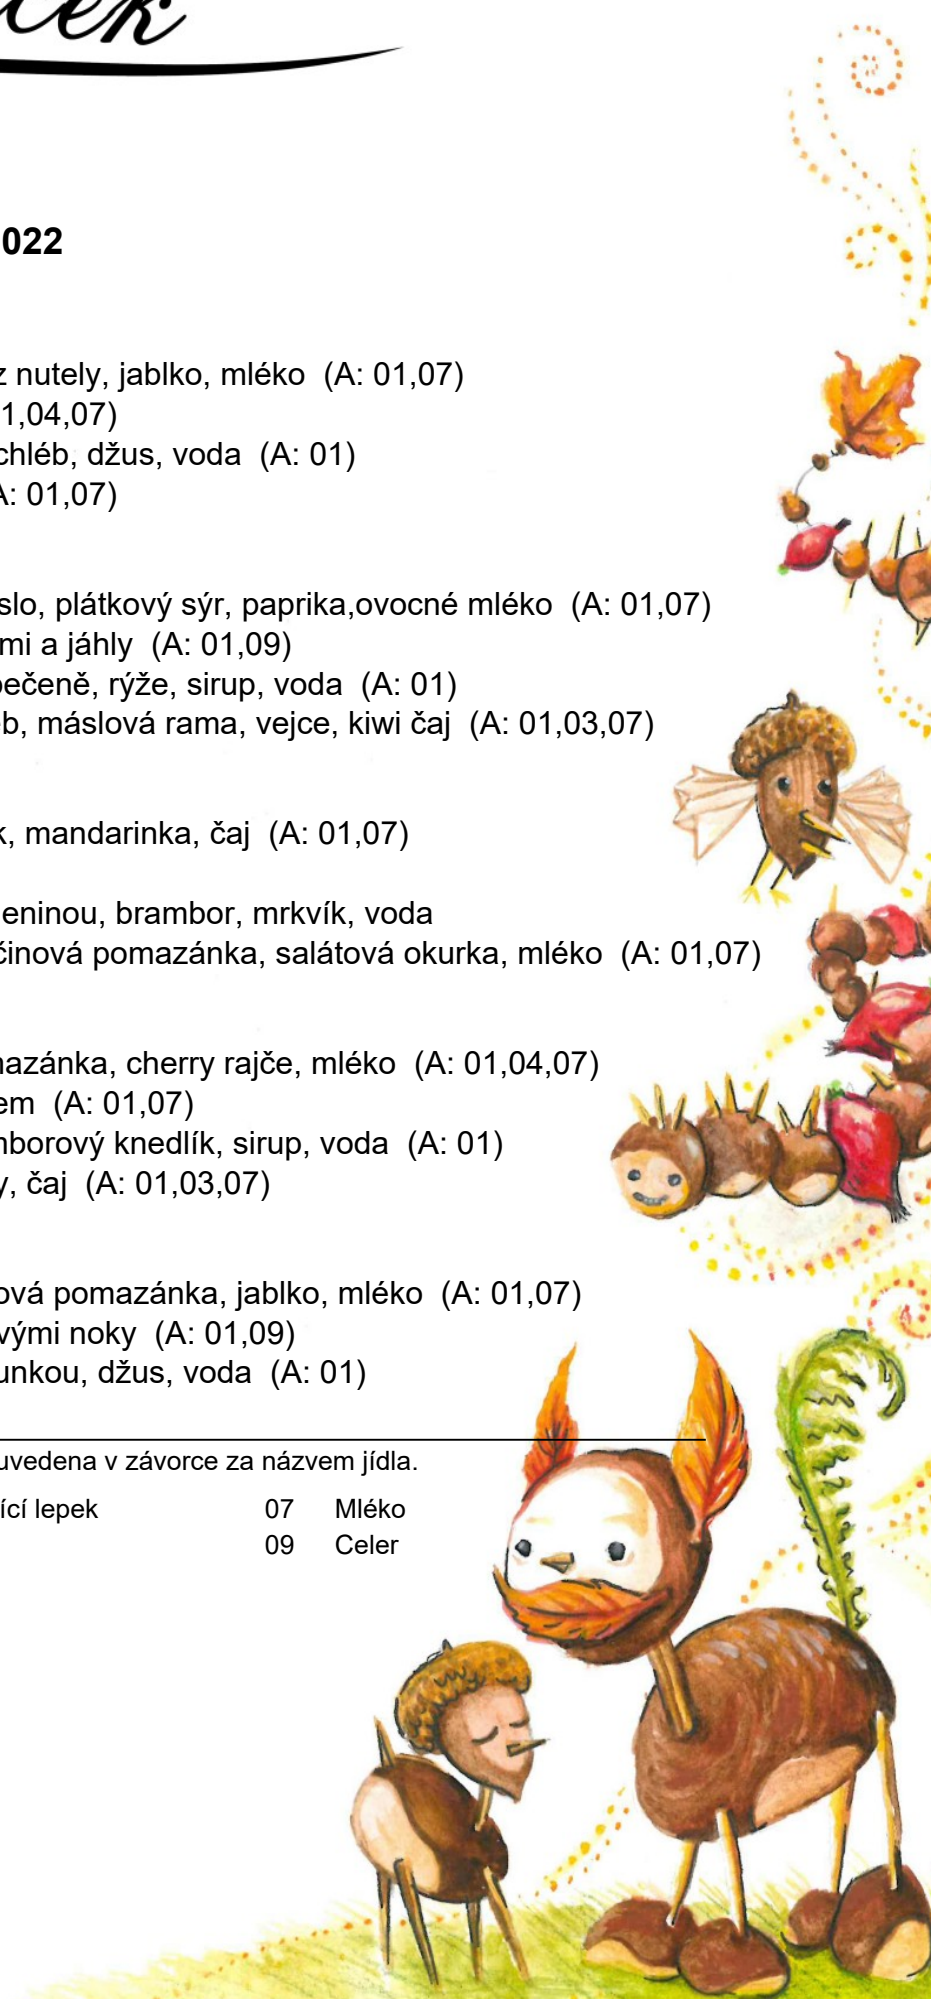 022
z nutely, jablko, mléko (A: 01,07)
1,04,07)
chléb, džus, voda (A: 01)
A: 01,07)
slo, plátkový sýr, paprika,ovocné mléko (A: 01,07)
mi a jáhly (A: 01,09)
pečeně, rýže, sirup, voda (A: 01)
b, máslová rama, vejce, kiwi čaj (A: 01,03,07)
k, mandarinka, čaj (A: 01,07)
eninou, brambor, mrkvík, voda
činová pomazánka, salátová okurka, mléko (A: 01,07)
nazánka, cherry rajče, mléko (A: 01,04,07)
em (A: 01,07)
mborový knedlík, sirup, voda (A: 01)
y, čaj (A: 01,03,07)
ová pomazánka, jablko, mléko (A: 01,07)
vými noky (A: 01,09)
unkou, džus, voda (A: 01)
uvedena v závorce za názvem jídla.
ící lepek 07 Mléko
09 Celer